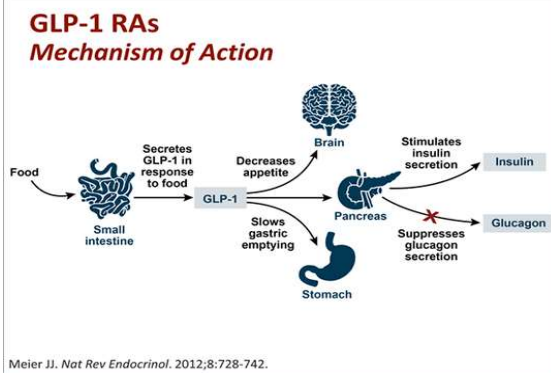 GLP-1 RAs
Mechanism of Action
Food
Small
intestine
Secretes
GLP-1 in
response
to food
GLP-1
Decreases
appetite
Brain
Slows
gastric
emptying
Stomach
Pancreas
Stimulates
insulin
secretion
Insulin
Suppresses
glucagon
secretion
Glucagon
Meier JJ. Nat Rev Endocrinol. 2012;8:728-742.